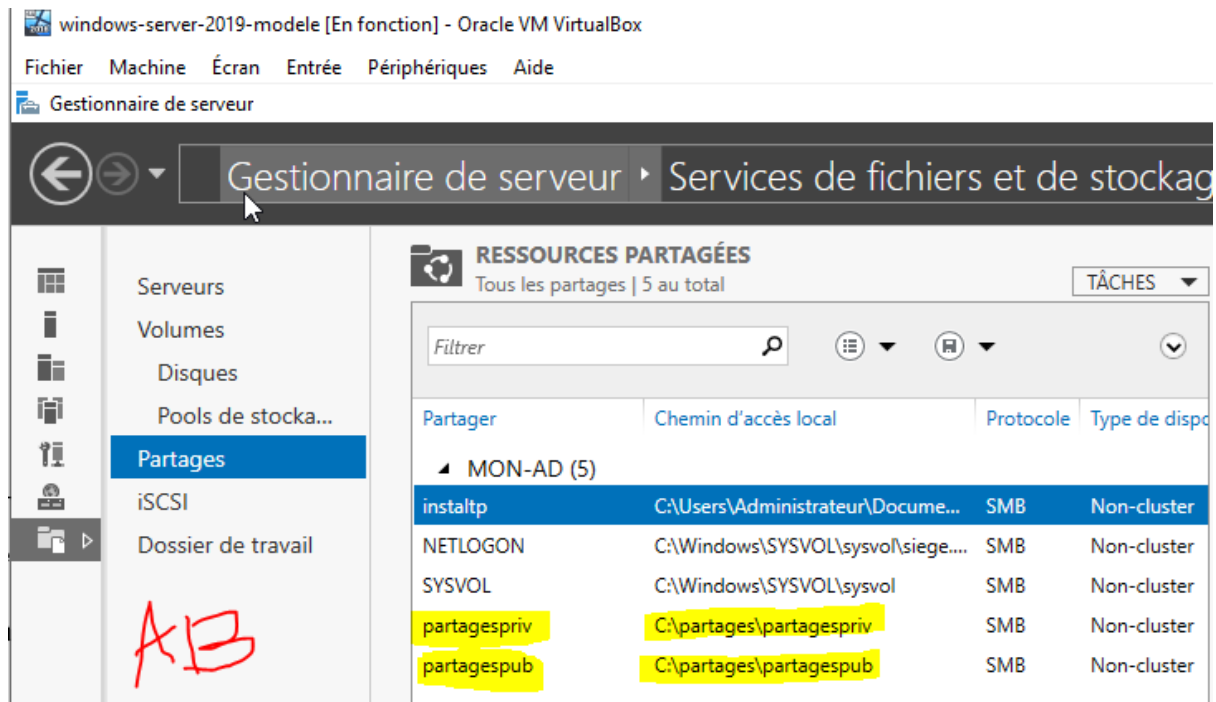 windows-server-2019-modele [En fonction] - Oracle VM VirtualBox
Fichier Machine Écran Entrée Périphériques Aide
Gestionnaire de serveur
Gestionnaire de serveur Services de fichiers et de stockag
RESSOURCES PARTAGÉES
Tous les partages | 5 au total
TÂCHES
Serveurs
Volumes
Disques
Pools de stocka...
Partages
iSCSI
Dossier de travail
AB
Filtrer
Partager Chemin d'accès local Protocole Type de dispo
MON-AD (5)
instaltp C:\Users\Administrateur\Docume... SMB Non-cluster
NETLOGON C:\Windows\SYSVOL\sysvol\siege.... SMB Non-cluster
SYSVOL C:\Windows\SYSVOL\sysvol SMB Non-cluster
partagespriv C:\partages\partagespriv SMB Non-cluster
partagespub C:\partages\partagespub SMB Non-cluster